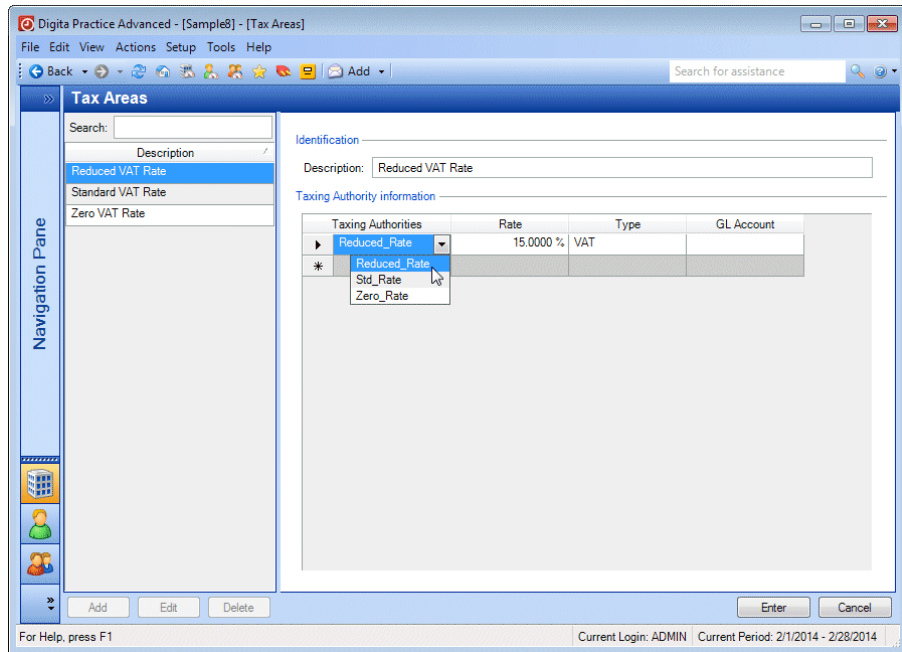 Digita Practice Advanced - [Sample8] - [Tax Areas]
File Edit View Actions Setup Tools Help
Back Add Search for assistance
Tax Areas
Search:
Description
Reduced VAT Rate
Standard VAT Rate
Zero VAT Rate
Navigation Pane
Identification
Description: Reduced VAT Rate
Taxing Authority information
Taxing Authorities Rate Type GL Account
Reduced_Rate 15.0000 % VAT
Reduced_Rate
Std_Rate
Zero_Rate
Add Edit Delete Enter Cancel
For Help, press F1 Current Login: ADMIN Current Period: 2/1/2014 - 2/28/2014